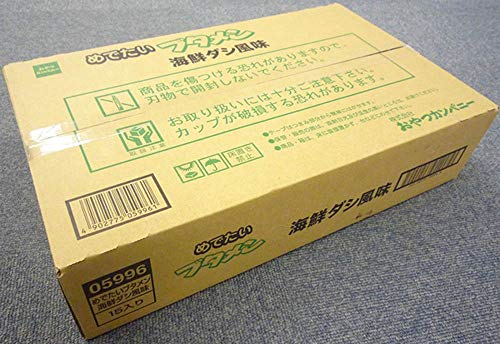 めでたい
ブタメン
海鮮ダシ風味
商品を傷つける恐れがありますので、
刃物で開封しないでください。
お取り扱いには十分ご注意下さい。
カップが破損する恐れがあります。
取扱注意
床置き
禁止
株式会社
おやつカンパニー
4902775059961
めでたい
ブタメン
海鮮ダシ風味
05996
めでたいブタメン
海鮮ダシ風味
15入り